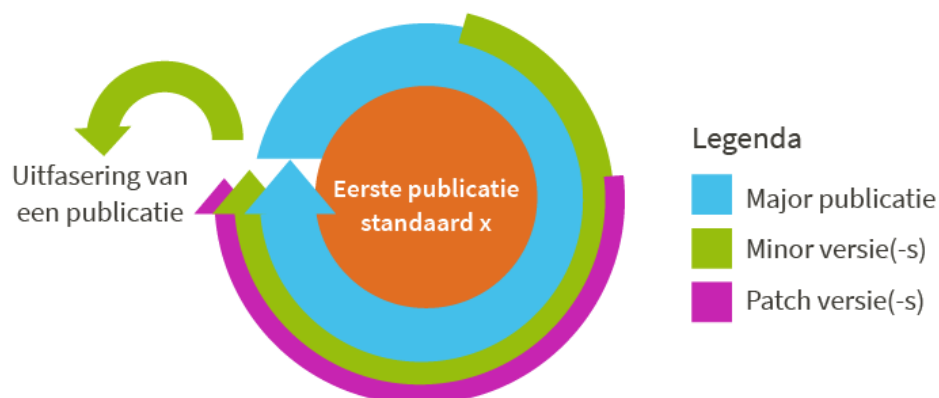 Uitfasering van
een publicatie
Eerste publicatie
standaard x
Legenda
Major publicatie
Minor versie(-s)
Patch versie(-s)